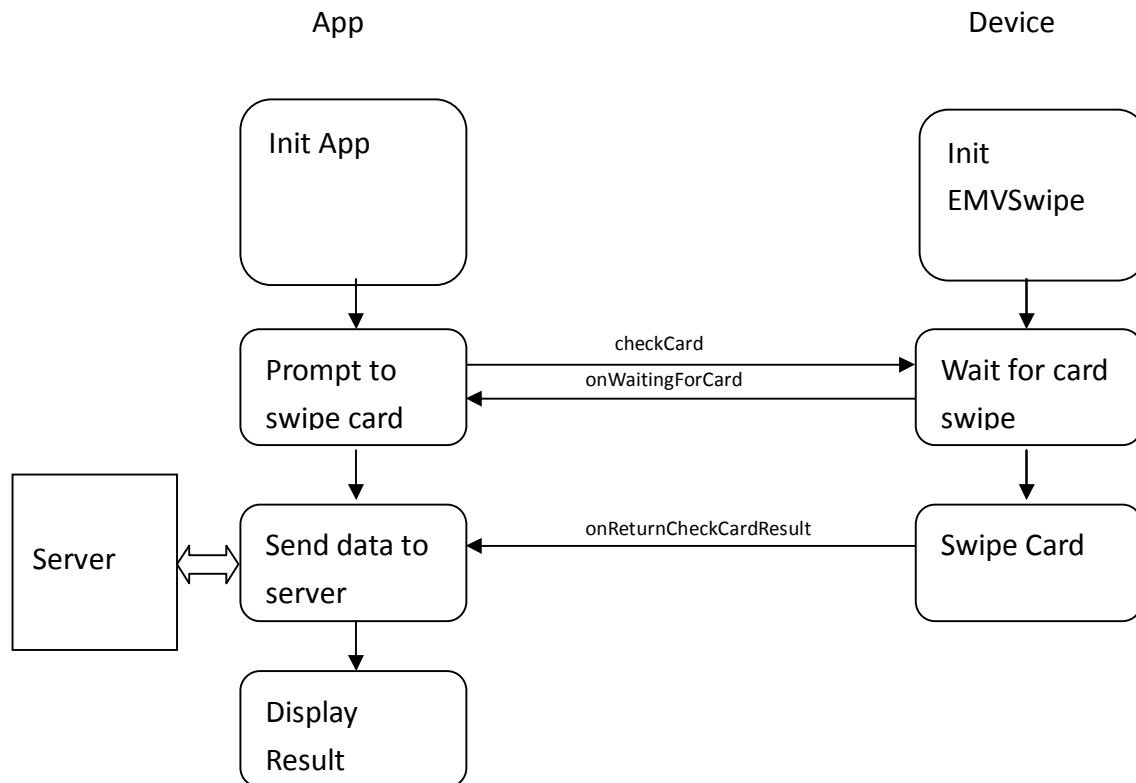 App
Device
Init App
Init
EMVSwipe
Prompt to
swipe card
checkCard
onWaitingForCard
Wait for card
swipe
Server
Send data to
server
onReturnCheckCardResult
Swipe Card
Display
Result